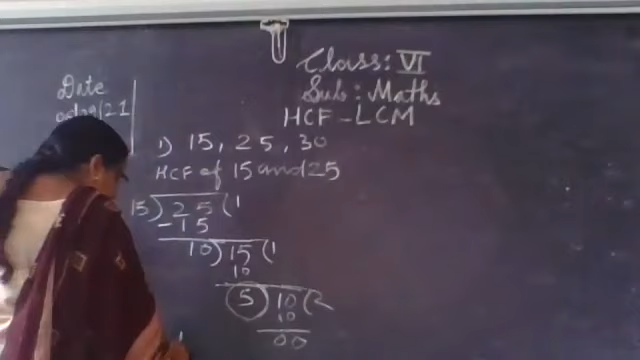 Class: VI
Sub: Maths
Date
HCF - LCM
1) 15, 25, 30
HCF of 15 and 25
15) 25 (1
-15
10) 15 (1
10
5) 10 (2
10
00